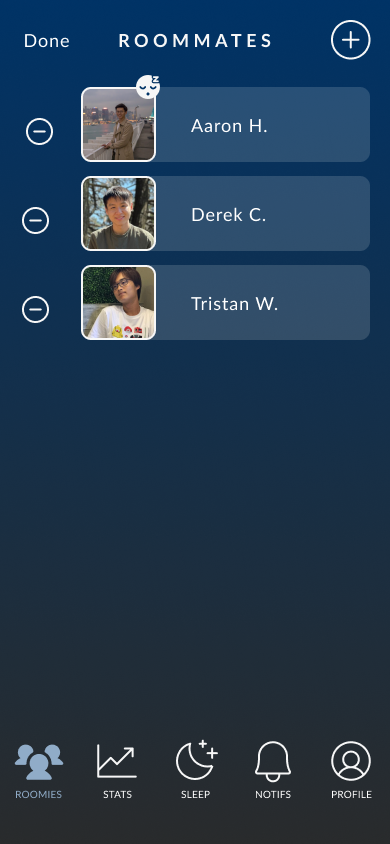 Done
ROOMMATES
Aaron H.
Derek C.
Tristan W.
ROOMIES
STATS
SLEEP
NOTIFS
PROFILE